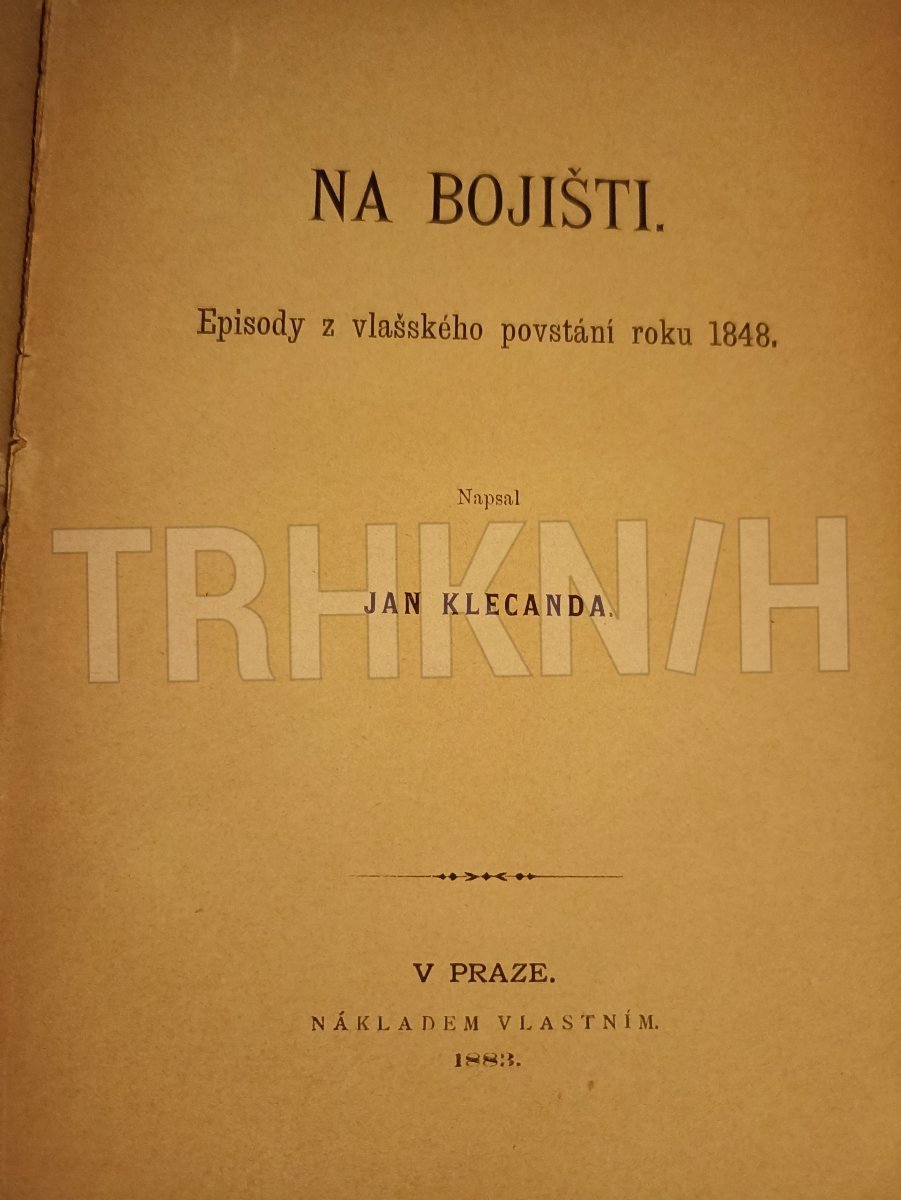 NA BOJIŠTI.
Episody z vlašského povstání roku 1848.
Napsal
TRHKNIH
JAN KLECANDA.
V PRAZE.
NÁKLADEM VLASTNÍM.
1883.